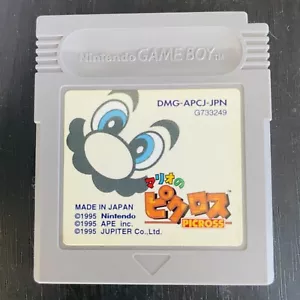 Nintendo GAME BOY
DMG-APCJ-JPN
G733249
マリオの
ピクロス
PICROSS
MADE IN JAPAN
©1995 Nintendo
©1995 APE inc.
©1995 JUPITER Co.,Ltd.